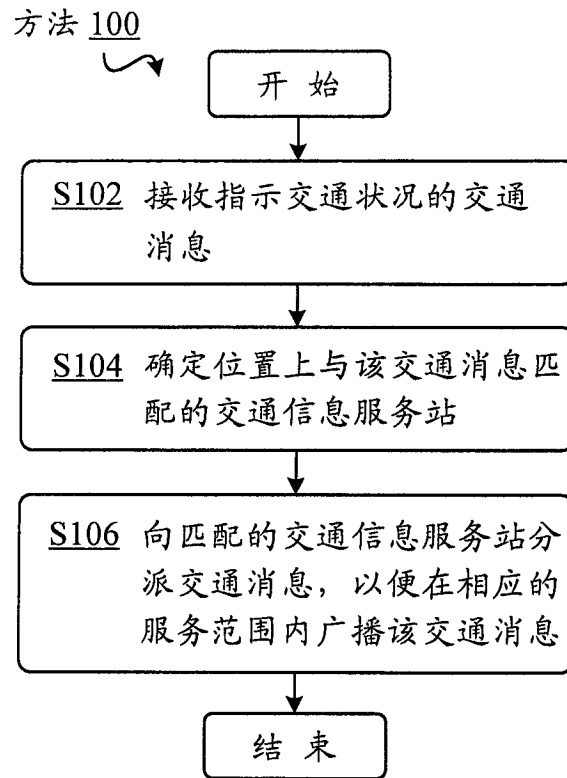 方法 100
开 始
S102 接收指示交通状况的交通
消息
S104 确定位置上与该交通消息匹
配的交通信息服务站
S106 向匹配的交通信息服务站分
派交通消息，以便在相应的
服务范围内广播该交通消息
结 束